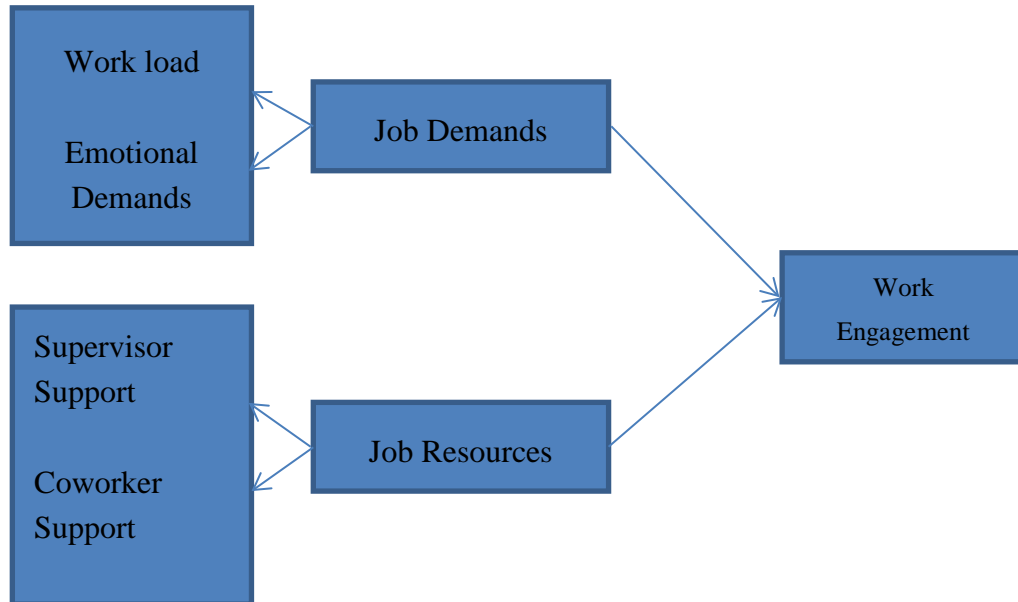 Work load
Emotional
Demands
Job Demands
Work
Engagement
Supervisor
Support
Coworker
Support
Job Resources